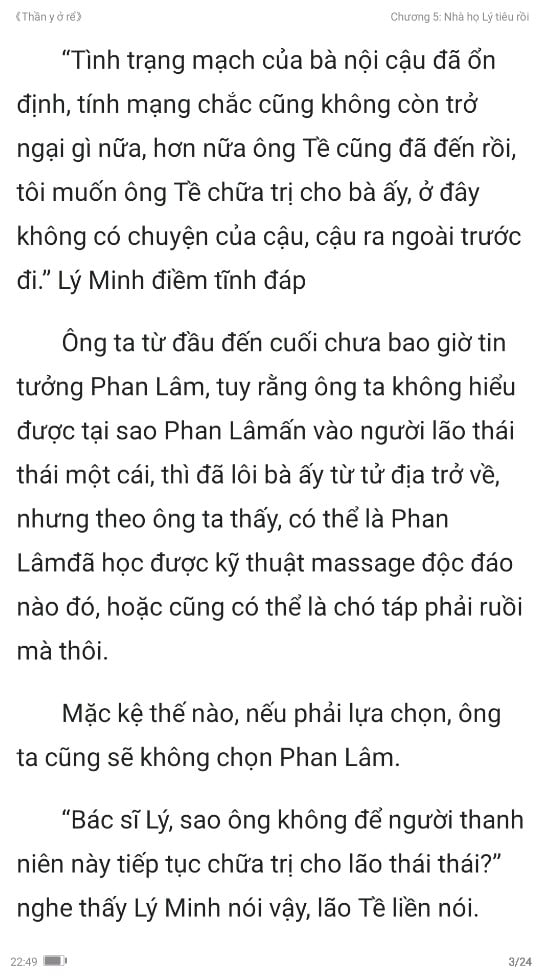 《Thần y ở rể》 Chương 5: Nhà họ Lý tiêu rồi
“Tình trạng mạch của bà nội cậu đã ổn
định, tính mạng chắc cũng không còn trở
ngại gì nữa, hơn nữa ông Tề cũng đã đến rồi,
tôi muốn ông Tề chữa trị cho bà ấy, ở đây
không có chuyện của cậu, cậu ra ngoài trước
đi.” Lý Minh điềm tĩnh đáp
Ông ta từ đầu đến cuối chưa bao giờ tin
tưởng Phan Lâm, tuy rằng ông ta không hiểu
được tại sao Phan Lâmấn vào người lão thái
thái một cái, thì đã lôi bà ấy từ tử địa trở về,
nhưng theo ông ta thấy, có thể là Phan
Lâmđã học được kỹ thuật massage độc đáo
nào đó, hoặc cũng có thể là chó táp phải ruồi
mà thôi.
Mặc kệ thế nào, nếu phải lựa chọn, ông
ta cũng sẽ không chọn Phan Lâm.
“Bác sĩ Lý, sao ông không để người thanh
niên này tiếp tục chữa trị cho lão thái thái?”
nghe thấy Lý Minh nói vậy, lão Tề liền nói.
22:49 3/24